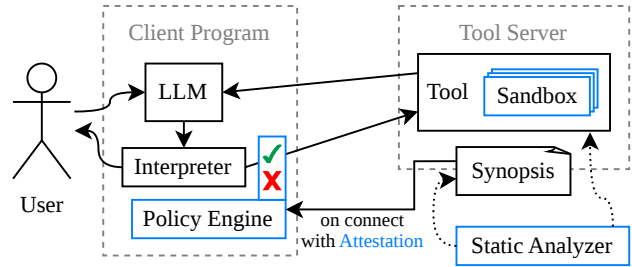 Client Program
Tool Server
LLM
Tool
Sandbox
Interpreter
Synopsis
User
Policy Engine
on connect
with Attestation
Static Analyzer